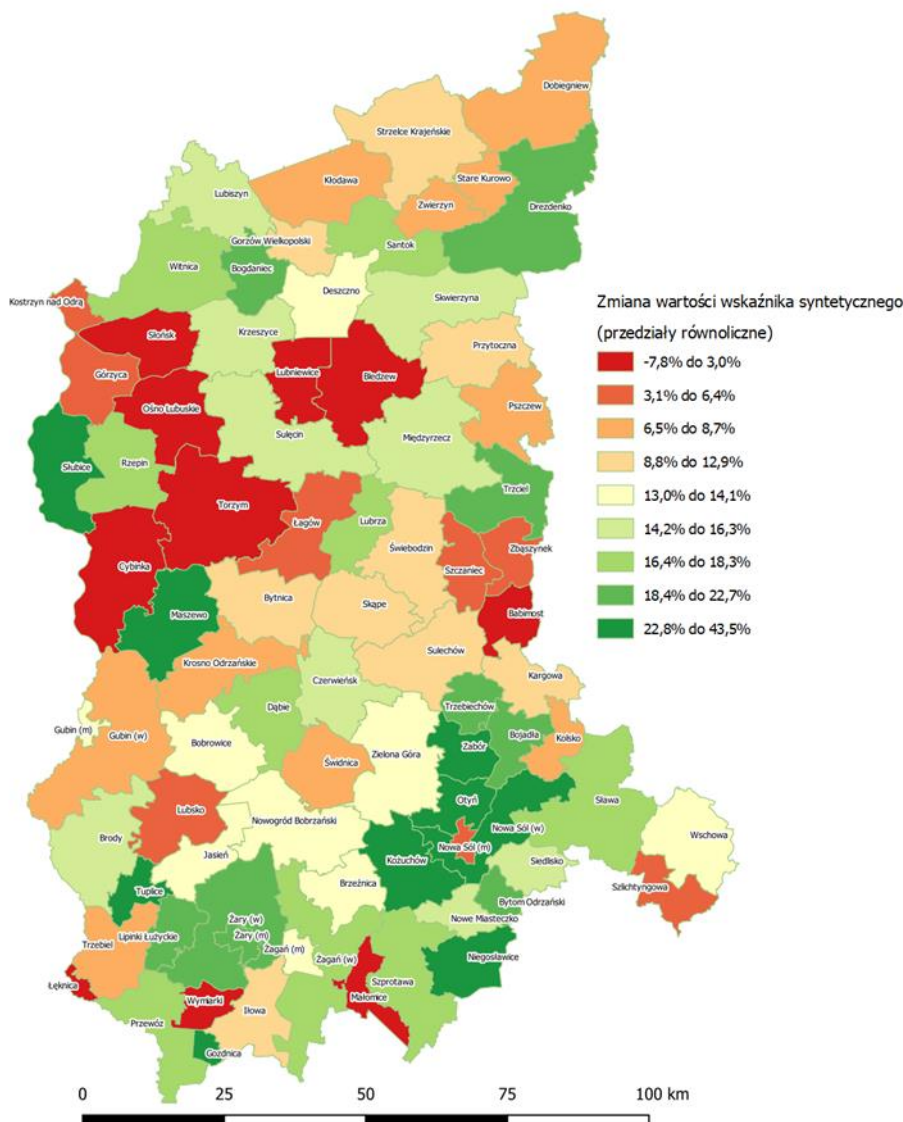 Dobiegniew
Strzelce Krajeńskie
Stare Kurowo
Kłodawa
Lubiszyn
Zwierzyn
Drezdenko
Gorzów Wielkopolski
Santok
Witnica
Bogdaniec
Deszczno
Kostrzyn nad Odrą
Skwierzyna
Słońsk
Krzeszyce
Przytoczna
Górzyca
Lubniewice
Bledzew
Ośno Lubuskie
Pszczew
Sulęcin
Międzyrzecz
Słubice
Rzepin
Trzciel
Torzym
Łagów
Lubrza
Świebodzin
Zbąszynek
Cybinka
Szczaniec
Babimost
Bytnica
Skąpe
Maszewo
Sulechów
Krosno Odrzańskie
Kargowa
Czerwieńsk
Trzebiechów
Dąbie
Gubin (m)
Gubin (w)
Bobrowice
Zielona Góra
Zabór
Bojadła
Kolsko
Świdnica
Otyń
Lubsko
Sława
Nowogród Bobrzański
Nowa Sól (w)
Wschowa
Brody
Nowa Sól (m)
Jasień
Kożuchów
Siedlisko
Brzeźnica
Szlichtyngowa
Tuplice
Bytom Odrzański
Nowe Miasteczko
Żary (w)
Lipinki Łużyckie
Żary (m)
Trzebiel
Żagań (m)
Żagań (w)
Niegosławice
Szprotawa
Łęknica
Wymiarki
Małomice
Iłowa
Przewóz
Gozdnica
Zmiana wartości wskaźnika syntetycznego
(przedziały równoliczne)
-7,8% do 3,0%
3,1% do 6,4%
6,5% do 8,7%
8,8% do 12,9%
13,0% do 14,1%
14,2% do 16,3%
16,4% do 18,3%
18,4% do 22,7%
22,8% do 43,5%
0 25 50 75 100 km